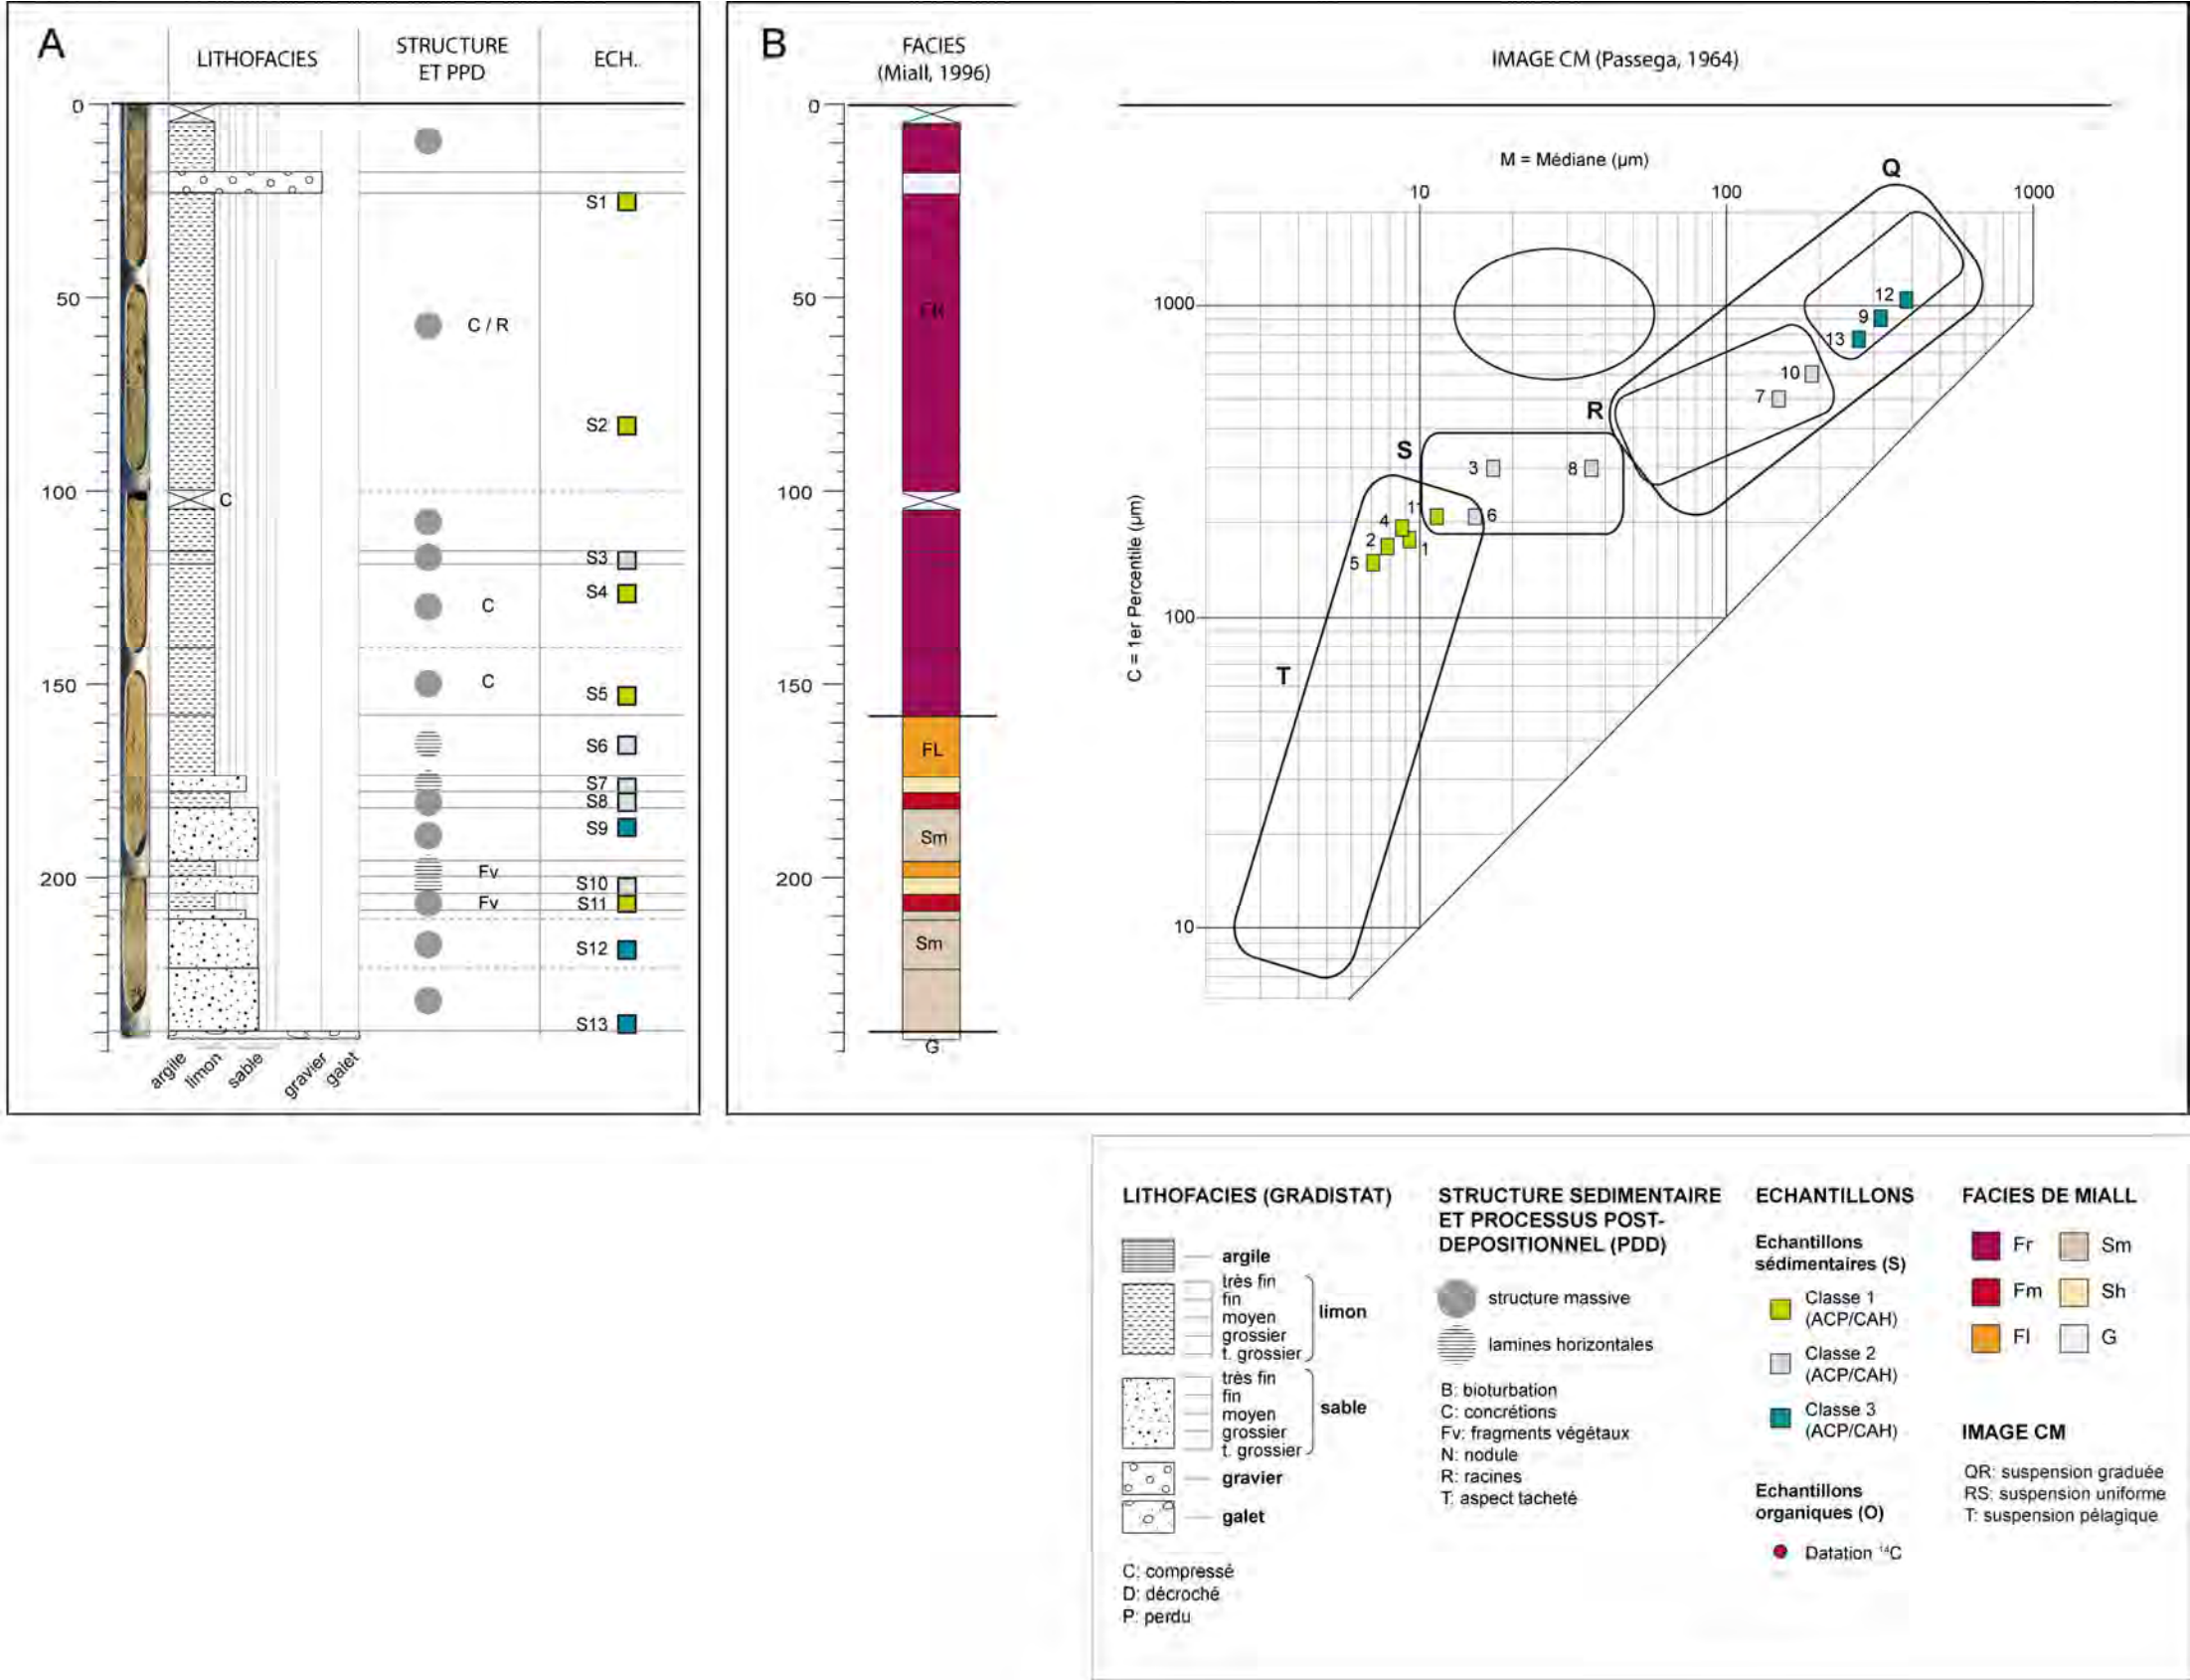 A
LITHOFACIES
STRUCTURE
ET PPD
ECH.
0
50
100
150
200
C
C / R
C
C
Fv
Fv
S1
S2
S3
S4
S5
S6
S7
S8
S9
S10
S11
S12
S13
argile
limon
sable
gravier
galet
B
FACIES
(Miall, 1996)
0
50
100
150
200
FR
FL
Sm
Sm
G
IMAGE CM (Passega, 1964)
M = Médiane (µm)
10
100
1000
C = 1er Percentile (µm)
1000
100
10
Q
R
S
T
12
9
13
10
7
3
8
11
6
4
2
1
5
LITHOFACIES (GRADISTAT)
argile
très fin
fin
moyen
grossier
t. grossier
limon
très fin
fin
moyen
grossier
t. grossier
sable
gravier
galet
C: compressé
D: décroché
P: perdu
STRUCTURE SEDIMENTAIRE
ET PROCESSUS POST-
DEPOSITIONNEL (PDD)
structure massive
lamines horizontales
B: bioturbation
C: concrétions
Fv: fragments végétaux
N: nodule
R: racines
T: aspect tacheté
ECHANTILLONS
Echantillons
sédimentaires (S)
Classe 1
(ACP/CAH)
Classe 2
(ACP/CAH)
Classe 3
(ACP/CAH)
Echantillons
organiques (O)
Datation ¹⁴C
FACIES DE MIALL
Fr
Sm
Fm
Sh
Fl
G
IMAGE CM
QR: suspension graduée
RS: suspension uniforme
T: suspension pélagique